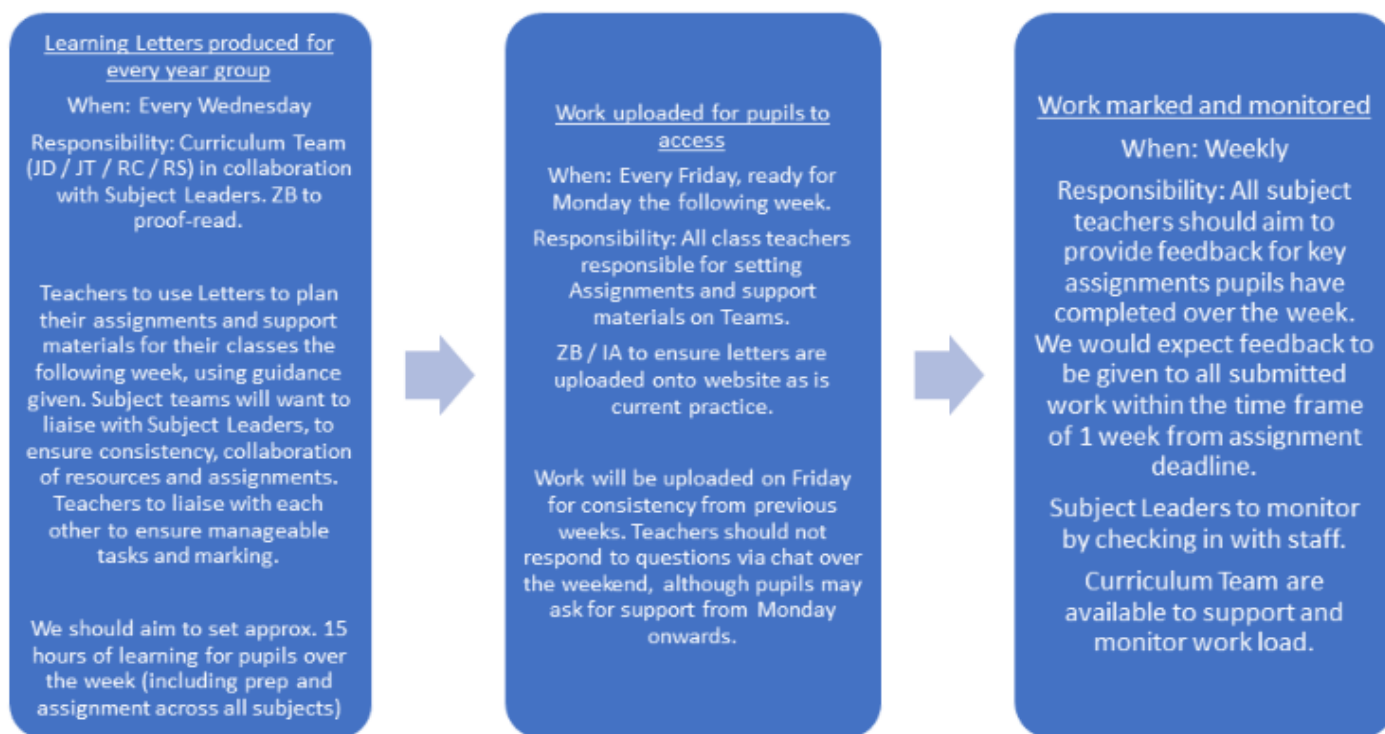 Learning Letters produced for
every year group
When: Every Wednesday
Responsibility: Curriculum Team
(JD / JT / RC / RS) in collaboration
with Subject Leaders. ZB to
proof-read.
Teachers to use Letters to plan
their assignments and support
materials for their classes the
following week, using guidance
given. Subject teams will want to
liaise with Subject Leaders, to
ensure consistency, collaboration
of resources and assignments.
Teachers to liaise with each
other to ensure manageable
tasks and marking.
We should aim to set approx. 15
hours of learning for pupils over
the week (including prep and
assignment across all subjects)
Work uploaded for pupils to
access
When: Every Friday, ready for
Monday the following week.
Responsibility: All class teachers
responsible for setting
Assignments and support
materials on Teams.
ZB / IA to ensure letters are
uploaded onto website as is
current practice.
Work will be uploaded on Friday
for consistency from previous
weeks. Teachers should not
respond to questions via chat over
the weekend, although pupils may
ask for support from Monday
onwards.
Work marked and monitored
When: Weekly
Responsibility: All subject
teachers should aim to
provide feedback for key
assignments pupils have
completed over the week.
We would expect feedback to
be given to all submitted
work within the time frame
of 1 week from assignment
deadline.
Subject Leaders to monitor
by checking in with staff.
Curriculum Team are
available to support and
monitor work load.